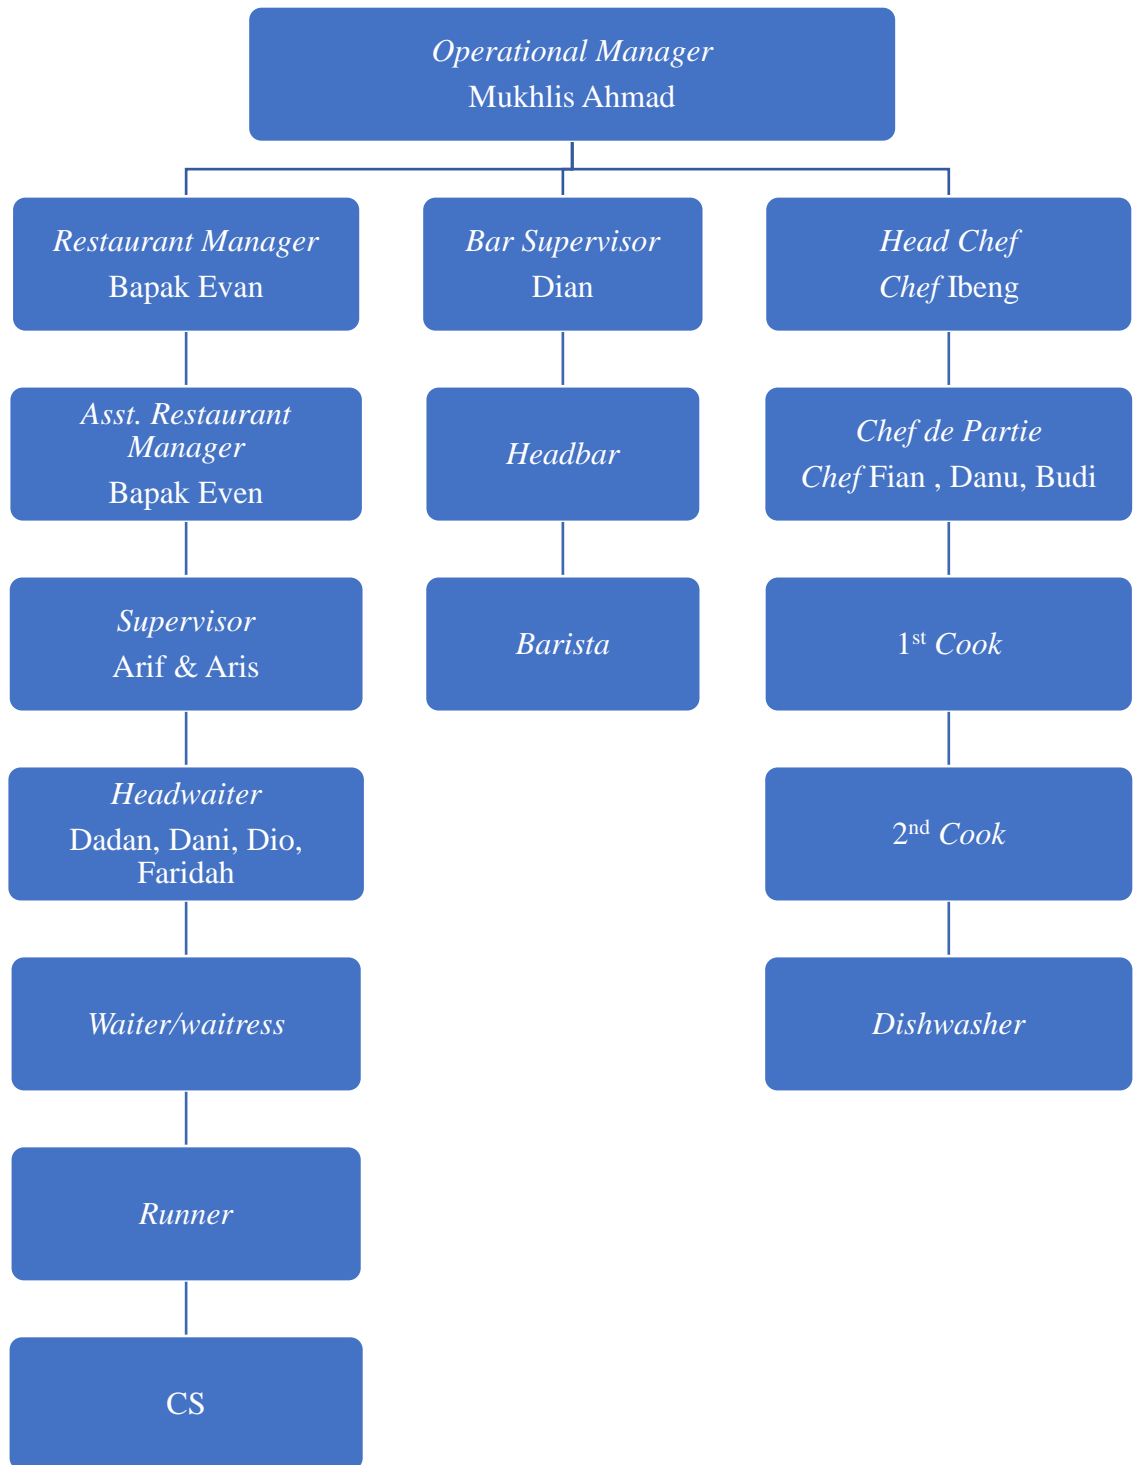 Operational Manager
Mukhlis Ahmad
Restaurant Manager
Bapak Evan
Bar Supervisor
Dian
Head Chef
Chef Ibeng
Asst. Restaurant
Manager
Bapak Even
Headbar
Chef de Partie
Chef Fian , Danu, Budi
Supervisor
Arif & Aris
Barista
1st Cook
Headwaiter
Dadan, Dani, Dio,
Faridah
2nd Cook
Waiter/waitress
Dishwasher
Runner
CS